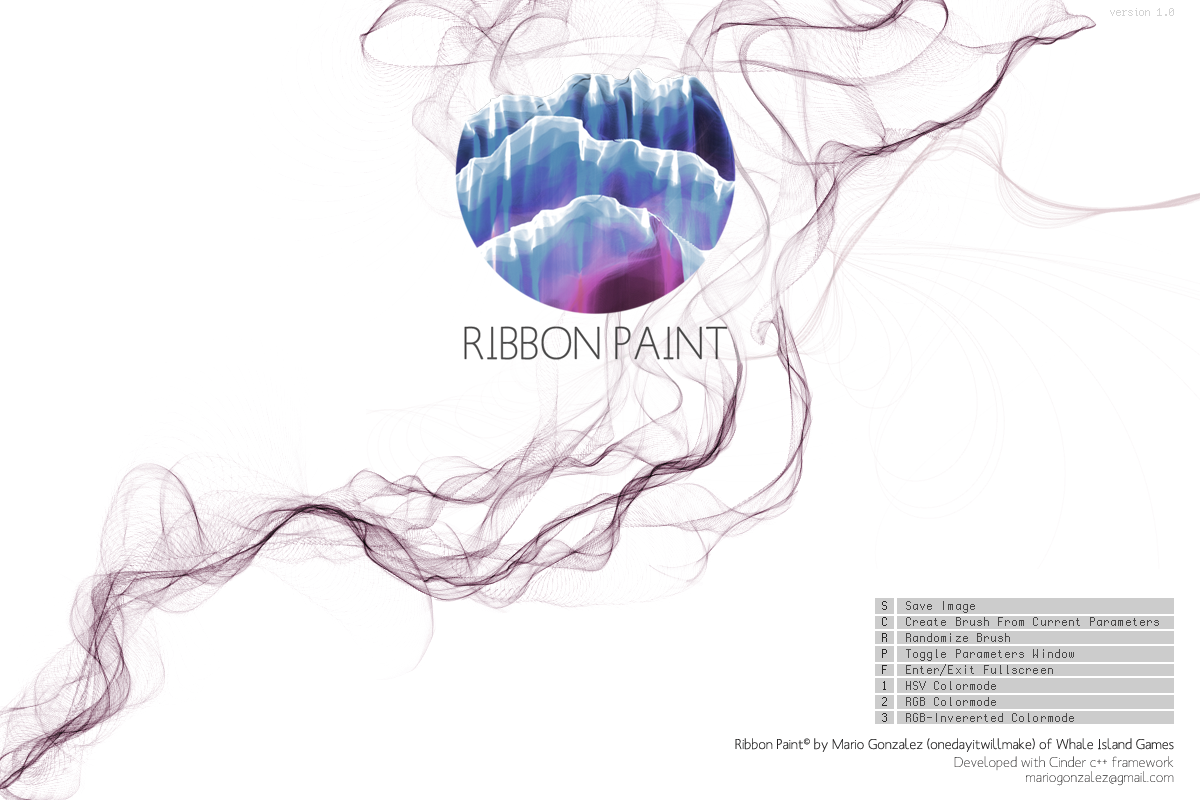 version 1.0
RIBBON PAINT
S Save Image
C Create Brush From Current Parameters
R Randomize Brush
P Toggle Parameters Window
F Enter/Exit Fullscreen
1 HSV Colormode
2 RGB Colormode
3 RGB-Invererted Colormode
Ribbon Paint© by Mario Gonzalez (onedayitwillmake) of Whale Island Games
Developed with Cinder c++ framework
mariogonzalez@gmail.com